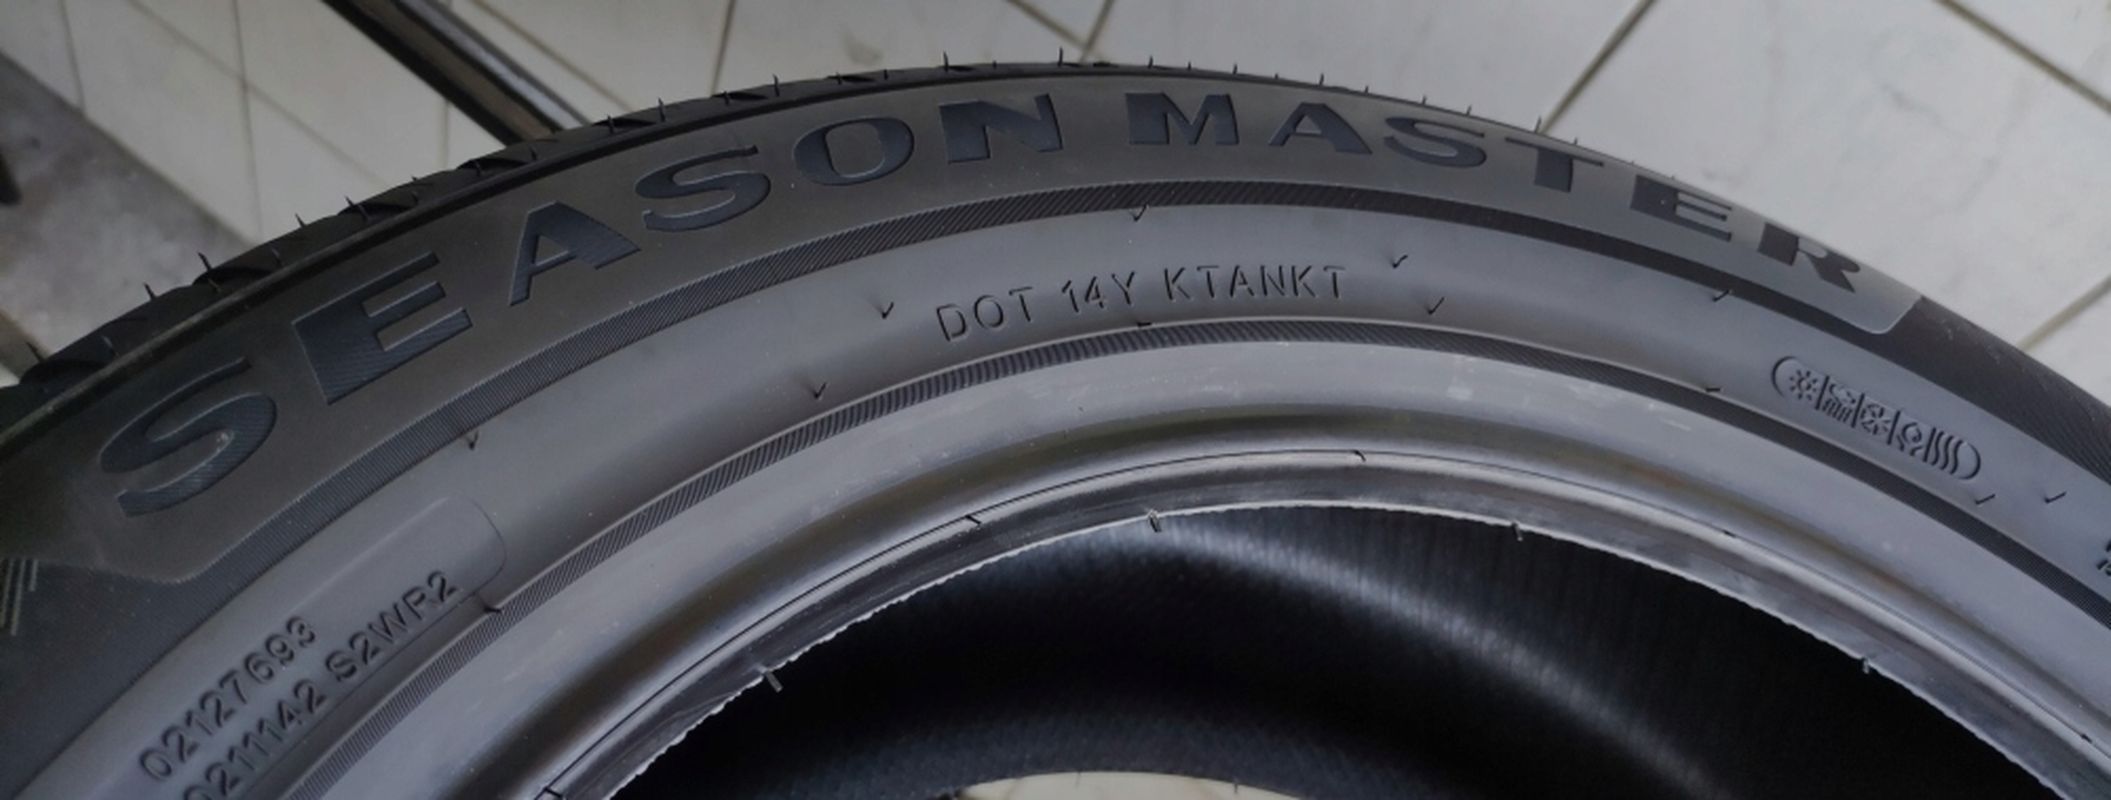 SEASON MASTER
DOT 14Y KTANKT
02127693
0211142 S2WR2